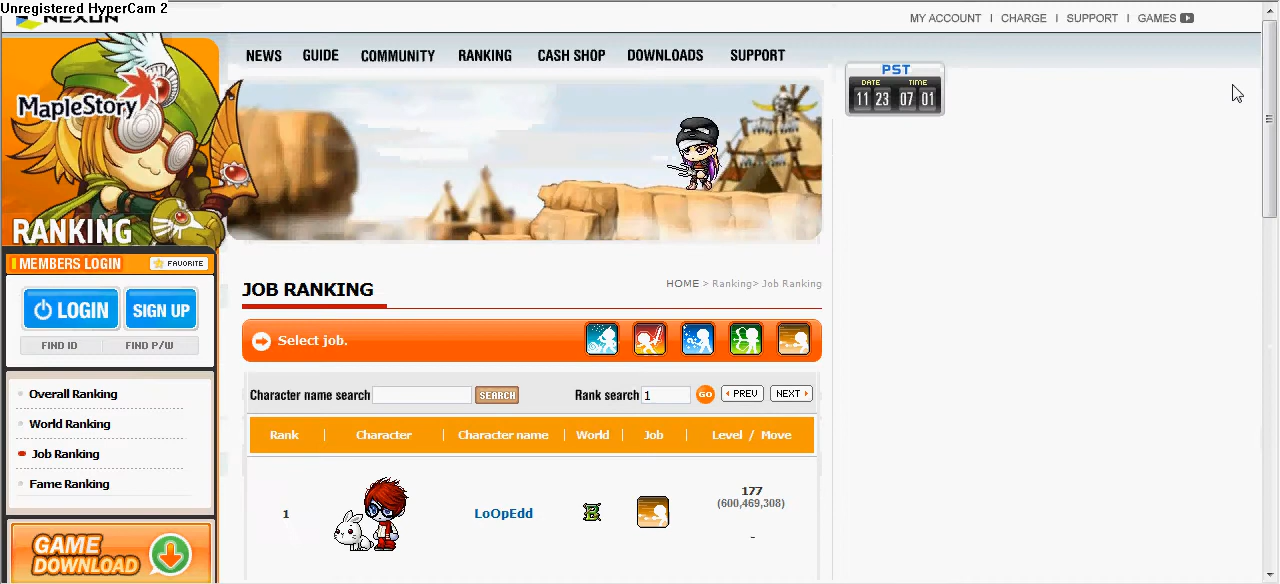 Unregistered HyperCam 2
NEXON
MY ACCOUNT I CHARGE I SUPPORT I GAMES
NEWS GUIDE COMMUNITY RANKING CASH SHOP DOWNLOADS SUPPORT
PST
DATE TIME
11 23 07 01
MapleStory
RANKING
MEMBERS LOGIN FAVORITE
LOGIN SIGN UP
FIND ID FIND P/W
Overall Ranking
World Ranking
Job Ranking
Fame Ranking
GAME DOWNLOAD
JOB RANKING
HOME > Ranking> Job Ranking
Select job.
Character name search SEARCH Rank search 1 GO PREV NEXT
Rank | Character | Character name | World | Job | Level / Move
1 LoOpEdd 177
(600,469,308)
-